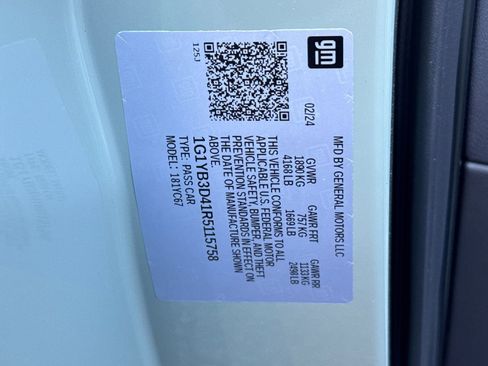 gm
MFD BY GENERAL MOTORS LLC
02/24
GVWR
1890 KG
4168 LB
GAWR FRT
757 KG
1669 LB
GAWR RR
1133 KG
2498 LB
THIS VEHICLE CONFORMS TO ALL
APPLICABLE U.S. FEDERAL MOTOR
VEHICLE SAFETY, BUMPER, AND THEFT
PREVENTION STANDARDS IN EFFECT ON
THE DATE OF MANUFACTURE SHOWN
ABOVE.
1G1YB3D41R5115758
TYPE: PASS CAR
MODEL: 181YC67
125J